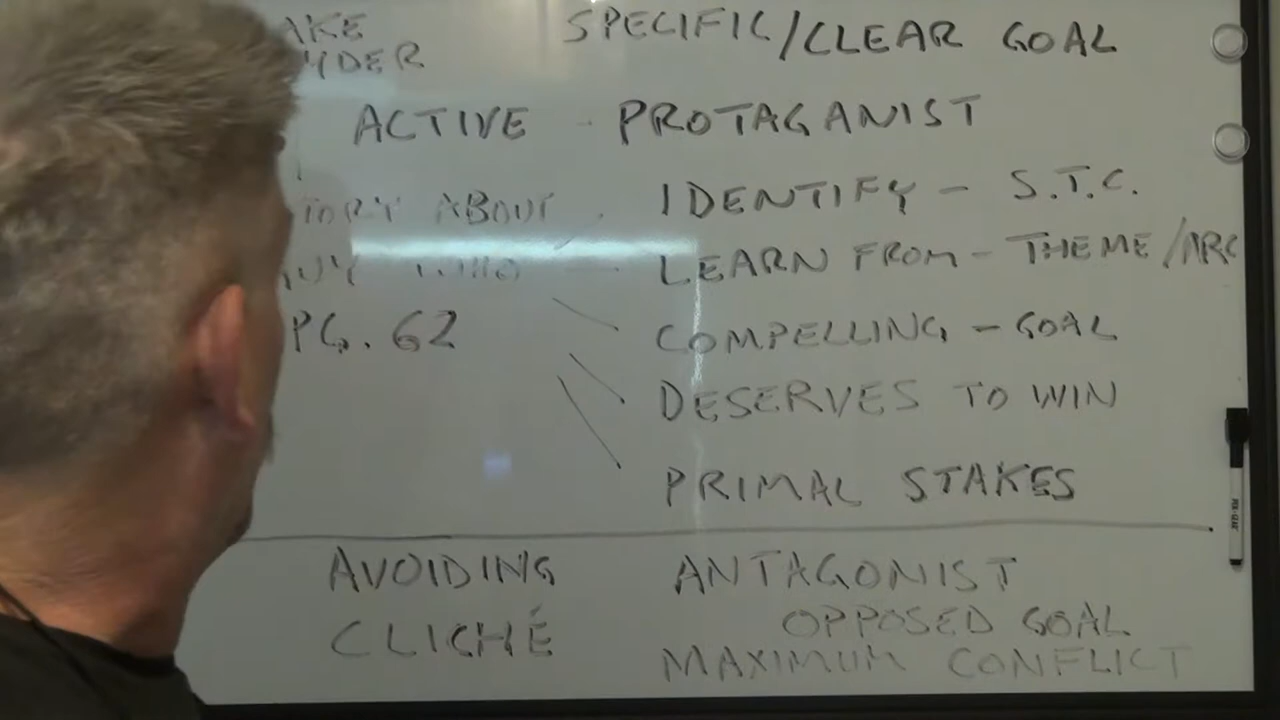 AKE SPECIFIC/CLEAR GOAL
YDER
ACTIVE - PROTAGANIST
TORY ABOUT IDENTIFY - S.T.C.
GUY WHO - LEARN FROM - THEME/ARC
PG. 62 COMPELLING - GOAL
DESERVES TO WIN
PRIMAL STAKES
AVOIDING ANTAGONIST
CLICHÉ OPPOSED GOAL
MAXIMUM CONFLICT